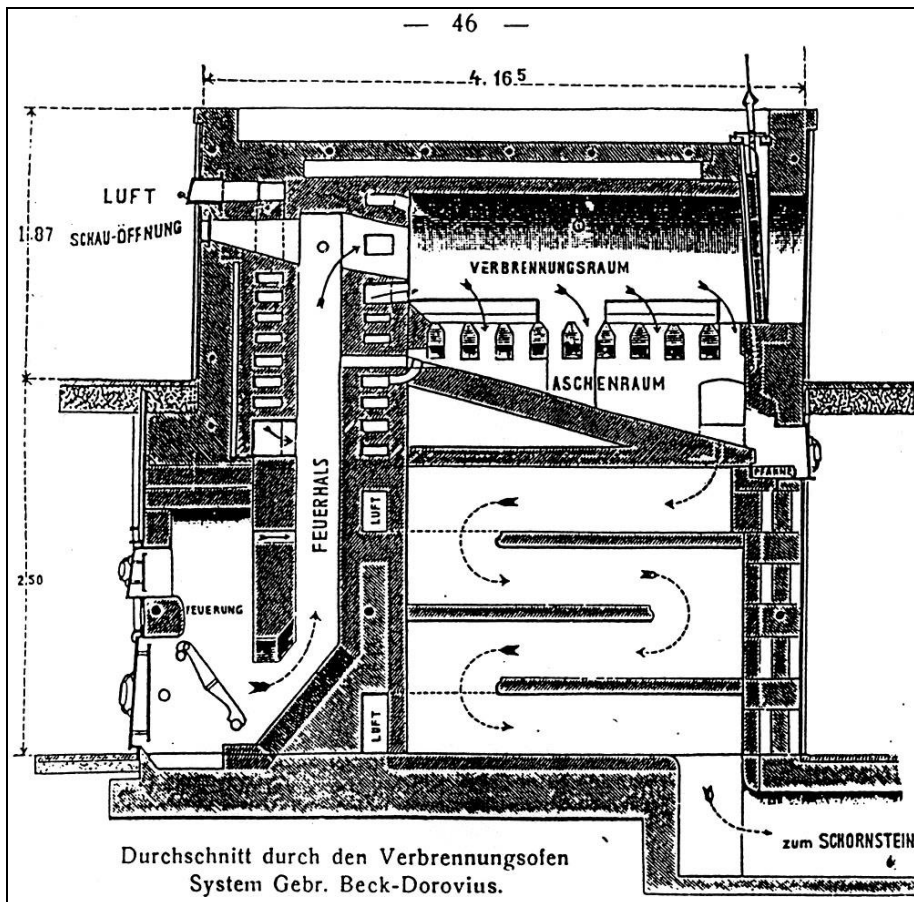 — 46 —
4. 16.5
LUFT
1.87
SCHAU-ÖFFNUNG
VERBRENNUNGSRAUM
ASCHENRAUM
FEUERHALS
PFANNE
LUFT
2.50
FEUERUNG
LUFT
zum SCHORNSTEIN
Durchschnitt durch den Verbrennungsofen
System Gebr. Beck-Dorovius.